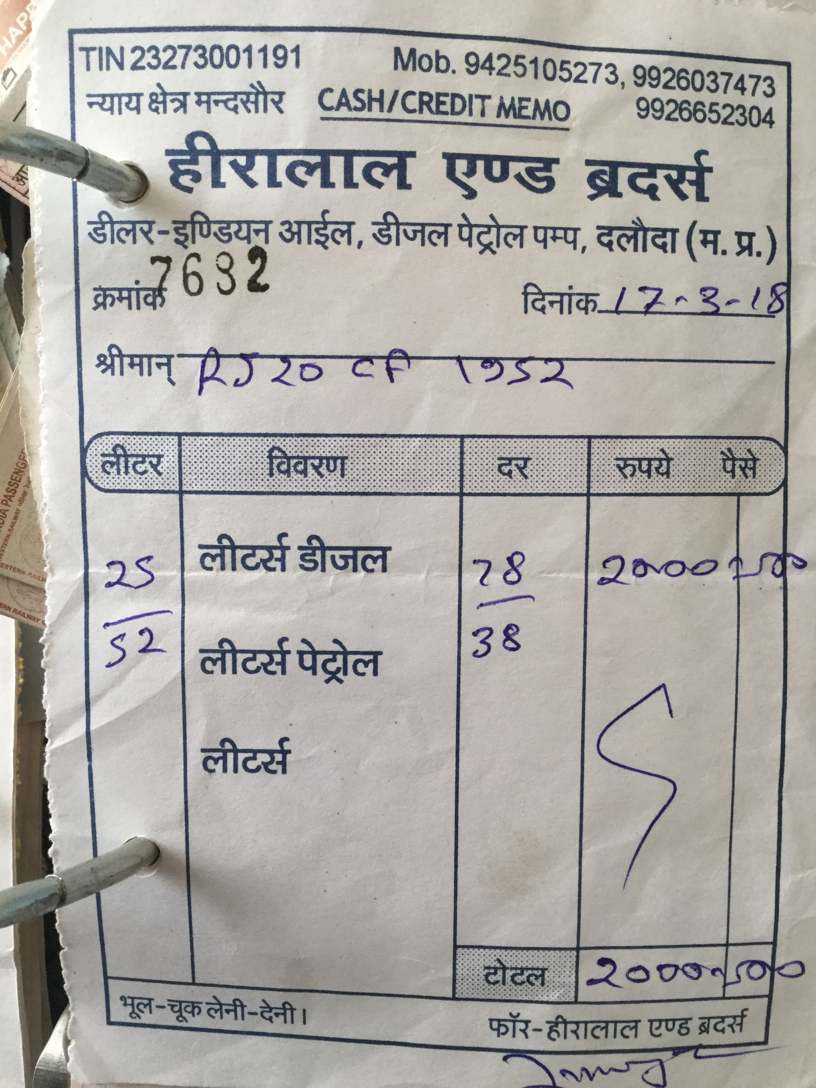 TIN 23273001191 Mob. 9425105273, 9926037473
न्याय क्षेत्र मन्दसौर CASH/CREDIT MEMO 9926652304
हीरालाल एण्ड ब्रदर्स
डीलर-इण्डियन आईल, डीजल पेट्रोल पम्प, दलौदा (म. प्र.)
क्रमांक 7632 दिनांक 17-3-18
श्रीमान् RJ 20 CF 1952
लीटर विवरण दर रुपये पैसे
25 लीटर्स डीजल 78 2000
52 लीटर्स पेट्रोल 38
लीटर्स
टोटल 2000
भूल-चूक लेनी-देनी।
फॉर-हीरालाल एण्ड ब्रदर्स